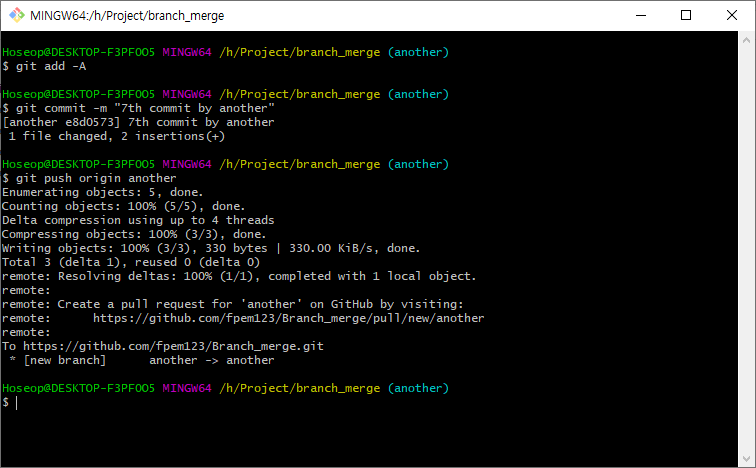 MINGW64:/h/Project/branch_merge
Hoseop@DESKTOP-F3PFOO5 MINGW64 /h/Project/branch_merge (another)
$ git add -A
Hoseop@DESKTOP-F3PFOO5 MINGW64 /h/Project/branch_merge (another)
$ git commit -m "7th commit by another"
[another e8d0573] 7th commit by another
 1 file changed, 2 insertions(+)
Hoseop@DESKTOP-F3PFOO5 MINGW64 /h/Project/branch_merge (another)
$ git push origin another
Enumerating objects: 5, done.
Counting objects: 100% (5/5), done.
Delta compression using up to 4 threads
Compressing objects: 100% (3/3), done.
Writing objects: 100% (3/3), 330 bytes | 330.00 KiB/s, done.
Total 3 (delta 1), reused 0 (delta 0)
remote: Resolving deltas: 100% (1/1), completed with 1 local object.
remote:
remote: Create a pull request for 'another' on GitHub by visiting:
remote:      https://github.com/fpem123/Branch_merge/pull/new/another
remote:
To https://github.com/fpem123/Branch_merge.git
 * [new branch]      another -> another
Hoseop@DESKTOP-F3PFOO5 MINGW64 /h/Project/branch_merge (another)
$